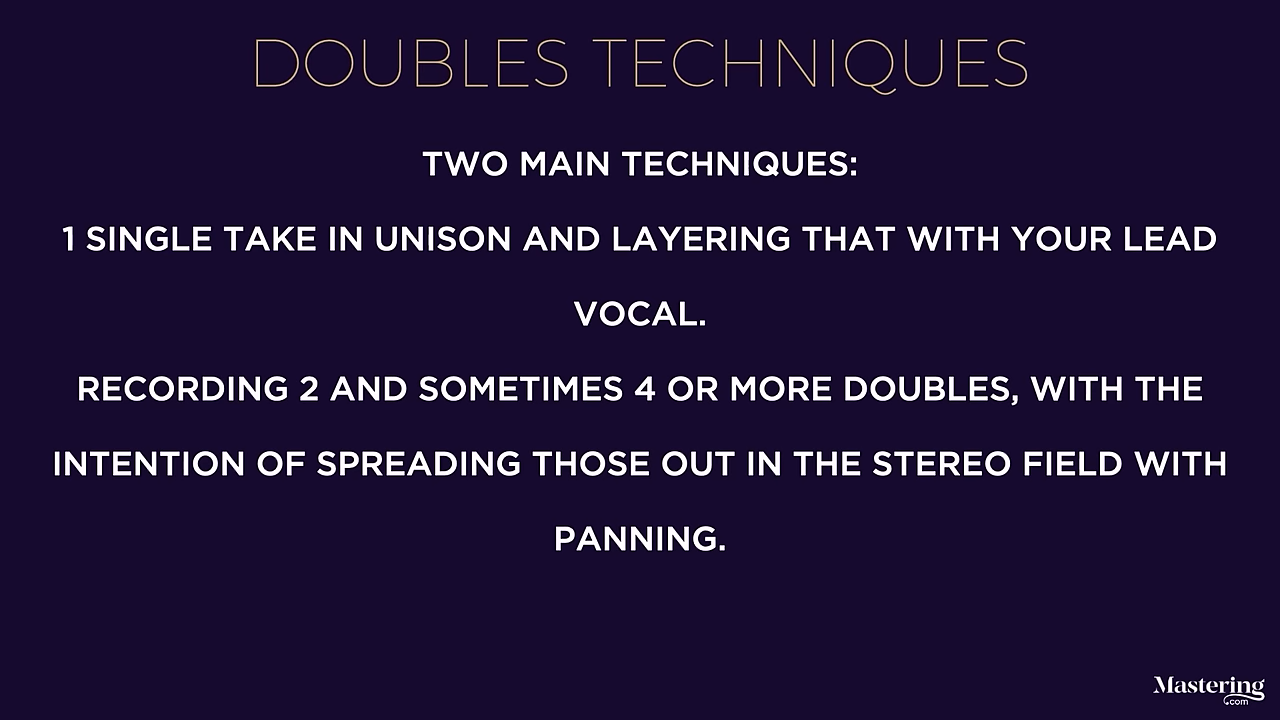 DOUBLES TECHNIQUES
TWO MAIN TECHNIQUES:
1 SINGLE TAKE IN UNISON AND LAYERING THAT WITH YOUR LEAD
VOCAL.
RECORDING 2 AND SOMETIMES 4 OR MORE DOUBLES, WITH THE
INTENTION OF SPREADING THOSE OUT IN THE STEREO FIELD WITH
PANNING.
Mastering
.com